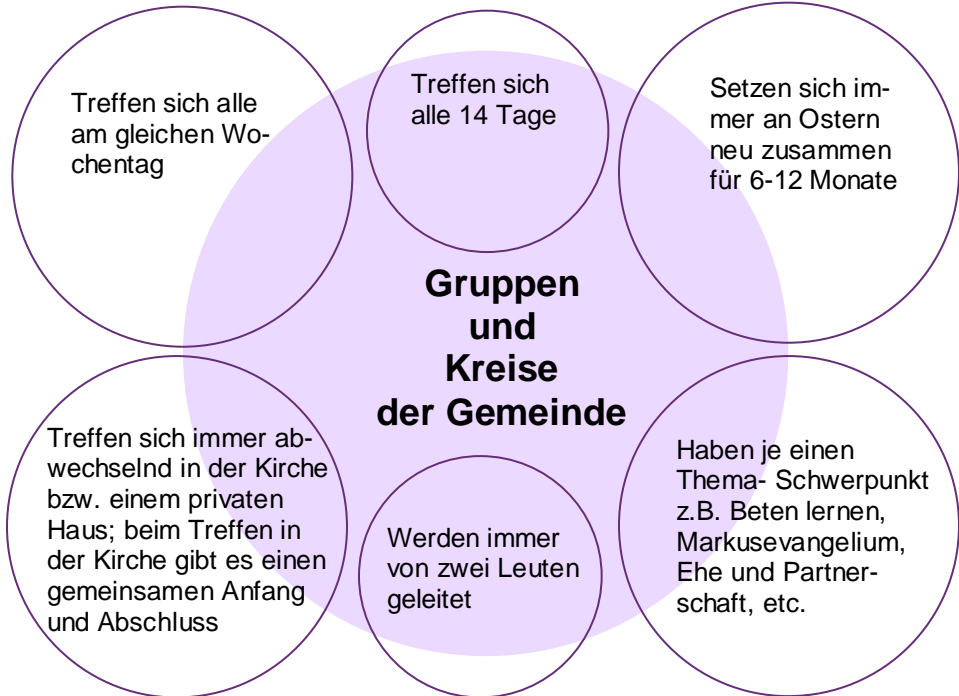 Treffen sich alle
am gleichen Wo-
chentag
Treffen sich
alle 14 Tage
Setzen sich im-
mer an Ostern
neu zusammen
für 6-12 Monate
Gruppen
und
Kreise
der Gemeinde
Treffen sich immer ab-
wechselnd in der Kirche
bzw. einem privaten
Haus; beim Treffen in
der Kirche gibt es einen
gemeinsamen Anfang
und Abschluss
Werden immer
von zwei Leuten
geleitet
Haben je einen
Thema- Schwerpunkt
z.B. Beten lernen,
Markusevangelium,
Ehe und Partner-
schaft, etc.